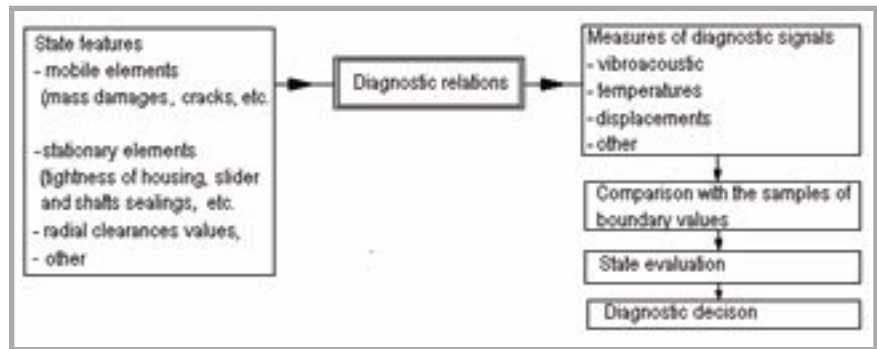 State features
- mobile elements
(mass damages, cracks, etc.
-stationary elements
(tightness of housing, slider
and shafts sealings, etc.
- radial clearances values,
- other
Diagnostic relations
Measures of diagnostic signals
- vibroacoustic
- temperatures
- displacements
- other
Comparison with the samples of
boundary values
State evaluation
Diagnostic decison